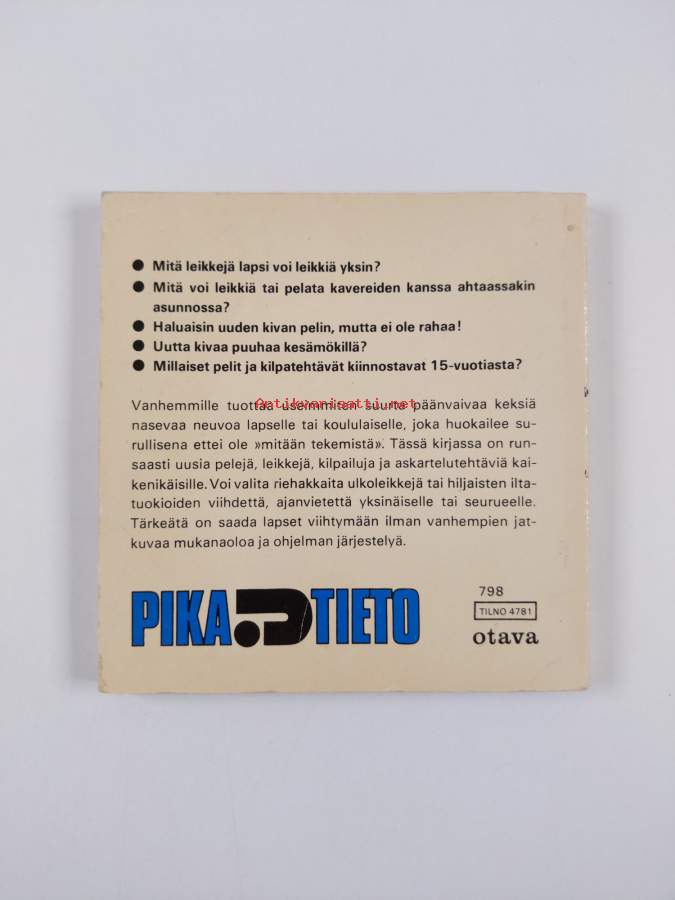 ● Mitä leikkejä lapsi voi leikkiä yksin?
● Mitä voi leikkiä tai pelata kavereiden kanssa ahtaassakin
asunnossa?
● Haluaisin uuden kivan pelin, mutta ei ole rahaa!
● Uutta kivaa puuhaa kesämökillä?
● Millaiset pelit ja kilpatehtävät kiinnostavat 15-vuotiasta?
Antikvariaatti.net
Vanhemmille tuottaa useimmiten suurta päänvaivaa keksiä
nasevaa neuvoa lapselle tai koululaiselle, joka huokailee su-
rullisena ettei ole »mitään tekemistä». Tässä kirjassa on run-
saasti uusia pelejä, leikkejä, kilpailuja ja askartelutehtäviä kai-
kenikäisille. Voi valita riehakkaita ulkoleikkejä tai hiljaisten ilta-
tuokioiden viihdettä, ajanvietettä yksinäiselle tai seurueelle.
Tärkeätä on saada lapset viihtymään ilman vanhempien jat-
kuvaa mukanaoloa ja ohjelman järjestelyä.
PIKA?TIETO
798
TILNO 4781
otava